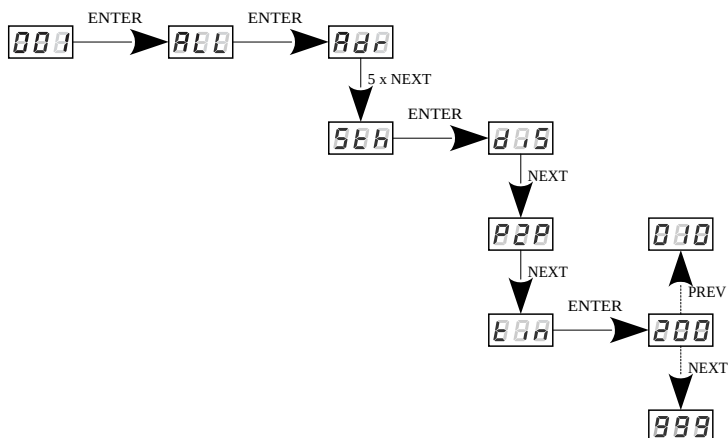 ENTER ENTER
001 ALL Adr
5 x NEXT
ENTER
Sth diS
NEXT
P2P 010
NEXT PREV
ENTER
tin 200
NEXT
999